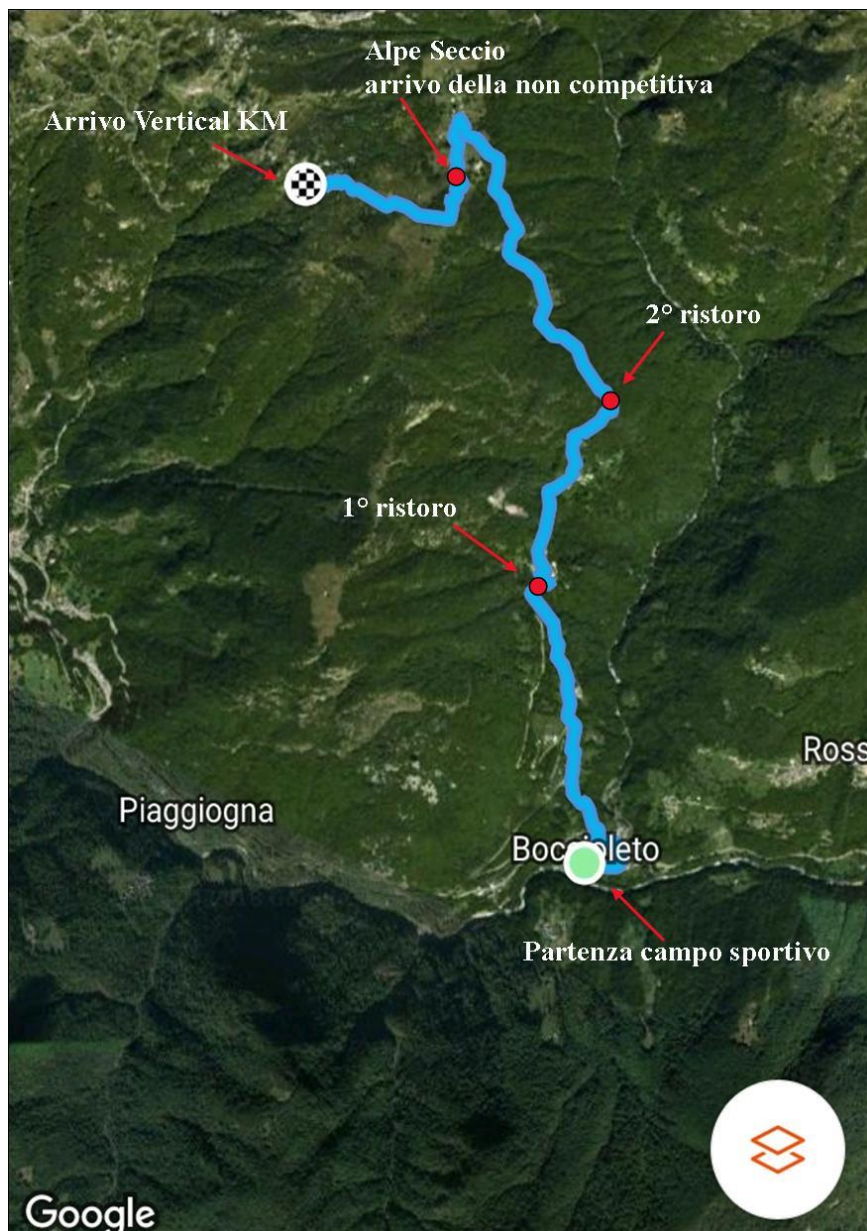 Alpe Seccio
arrivo della non competitiva
Arrivo Vertical KM
2° ristoro
1° ristoro
Ross
Piaggiogna
Boccioleto
Partenza campo sportivo
Google